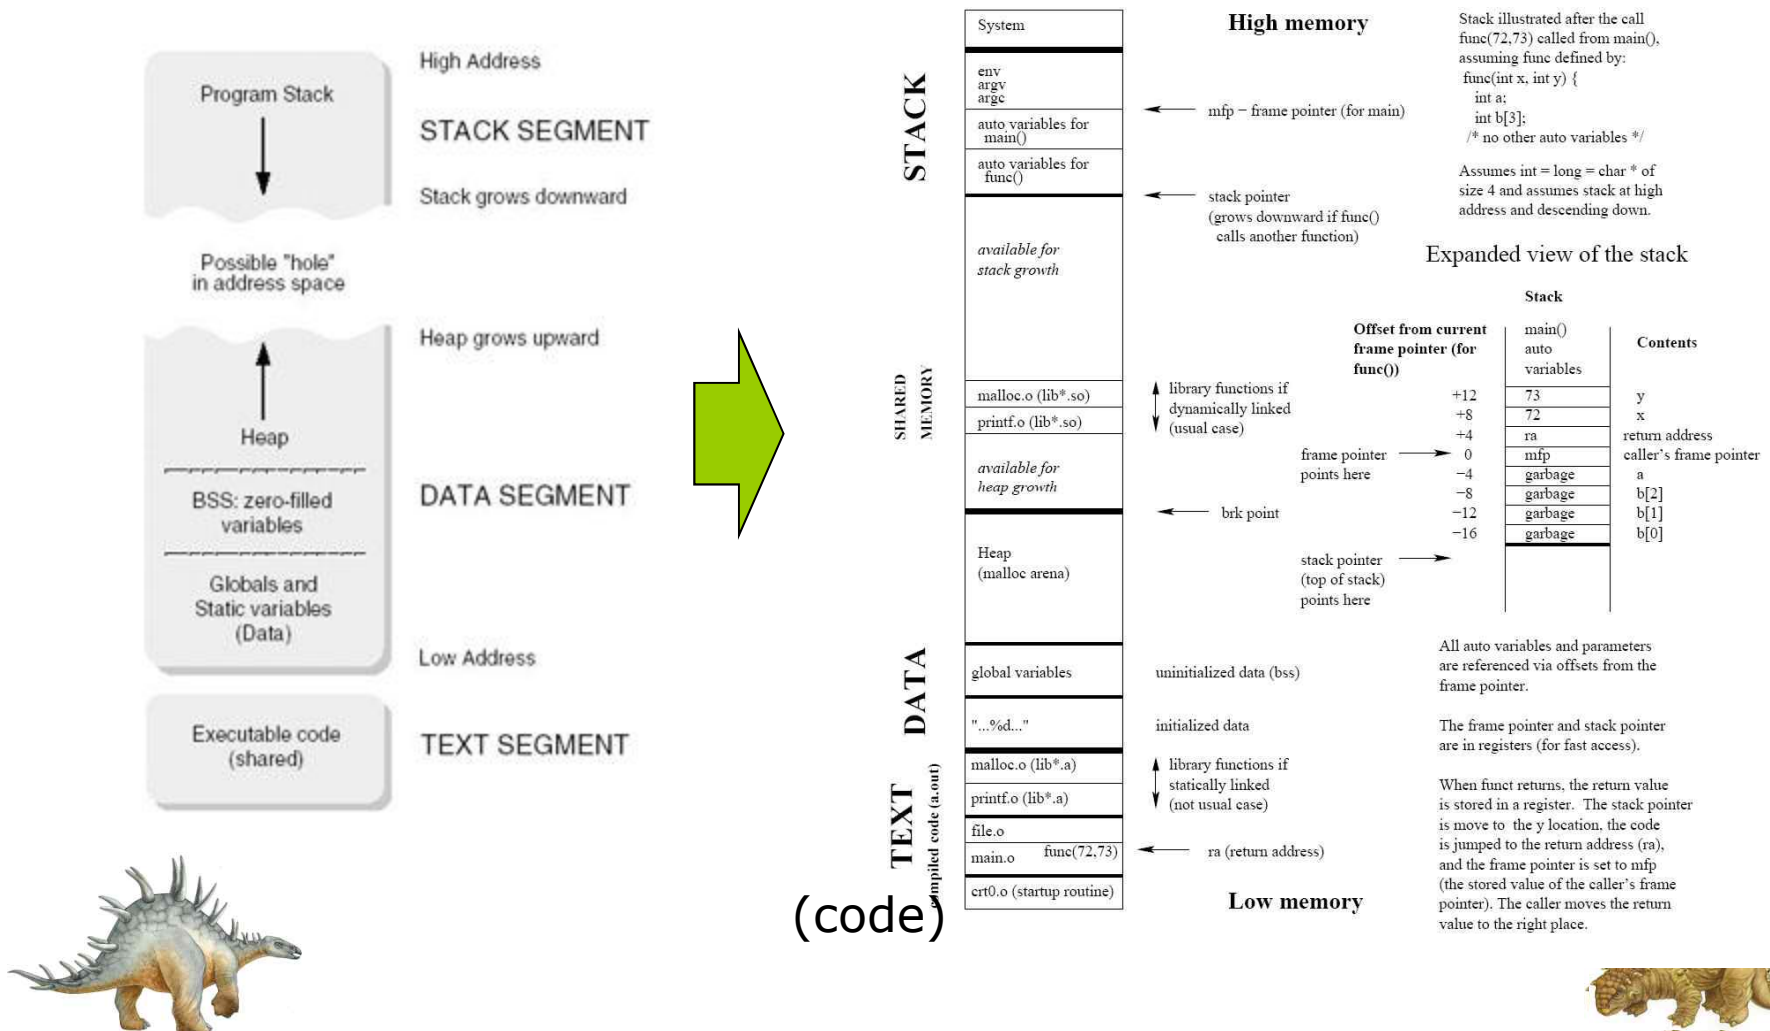 Program Stack
High Address
STACK SEGMENT
Stack grows downward
Possible "hole"
in address space
Heap grows upward
Heap
BSS: zero-filled
variables
DATA SEGMENT
Globals and
Static variables
(Data)
Low Address
Executable code
(shared)
TEXT SEGMENT
(code)
STACK
SHARED
MEMORY
DATA
TEXT
compiled code (a.out)
System
env
argv
argc
auto variables for
main()
auto variables for
func()
available for
stack growth
malloc.o (lib*.so)
printf.o (lib*.so)
available for
heap growth
Heap
(malloc arena)
global variables
"...%d..."
malloc.o (lib*.a)
printf.o (lib*.a)
file.o
main.o func(72,73)
crt0.o (startup routine)
High memory
mfp − frame pointer (for main)
stack pointer
(grows downward if func()
calls another function)
library functions if
dynamically linked
(usual case)
brk point
uninitialized data (bss)
initialized data
library functions if
statically linked
(not usual case)
ra (return address)
Low memory
Stack illustrated after the call
func(72,73) called from main(),
assuming func defined by:
func(int x, int y) {
int a;
int b[3];
/* no other auto variables */
Assumes int = long = char * of
size 4 and assumes stack at high
address and descending down.
Expanded view of the stack
Stack
Offset from current
frame pointer (for
func())
main()
auto
variables
Contents
+12 73 y
+8 72 x
+4 ra return address
0 mfp caller's frame pointer
−4 garbage a
−8 garbage b[2]
−12 garbage b[1]
−16 garbage b[0]
frame pointer
points here
stack pointer
(top of stack)
points here
All auto variables and parameters
are referenced via offsets from the
frame pointer.
The frame pointer and stack pointer
are in registers (for fast access).
When funct returns, the return value
is stored in a register. The stack pointer
is move to the y location, the code
is jumped to the return address (ra),
and the frame pointer is set to mfp
(the stored value of the caller's frame
pointer). The caller moves the return
value to the right place.